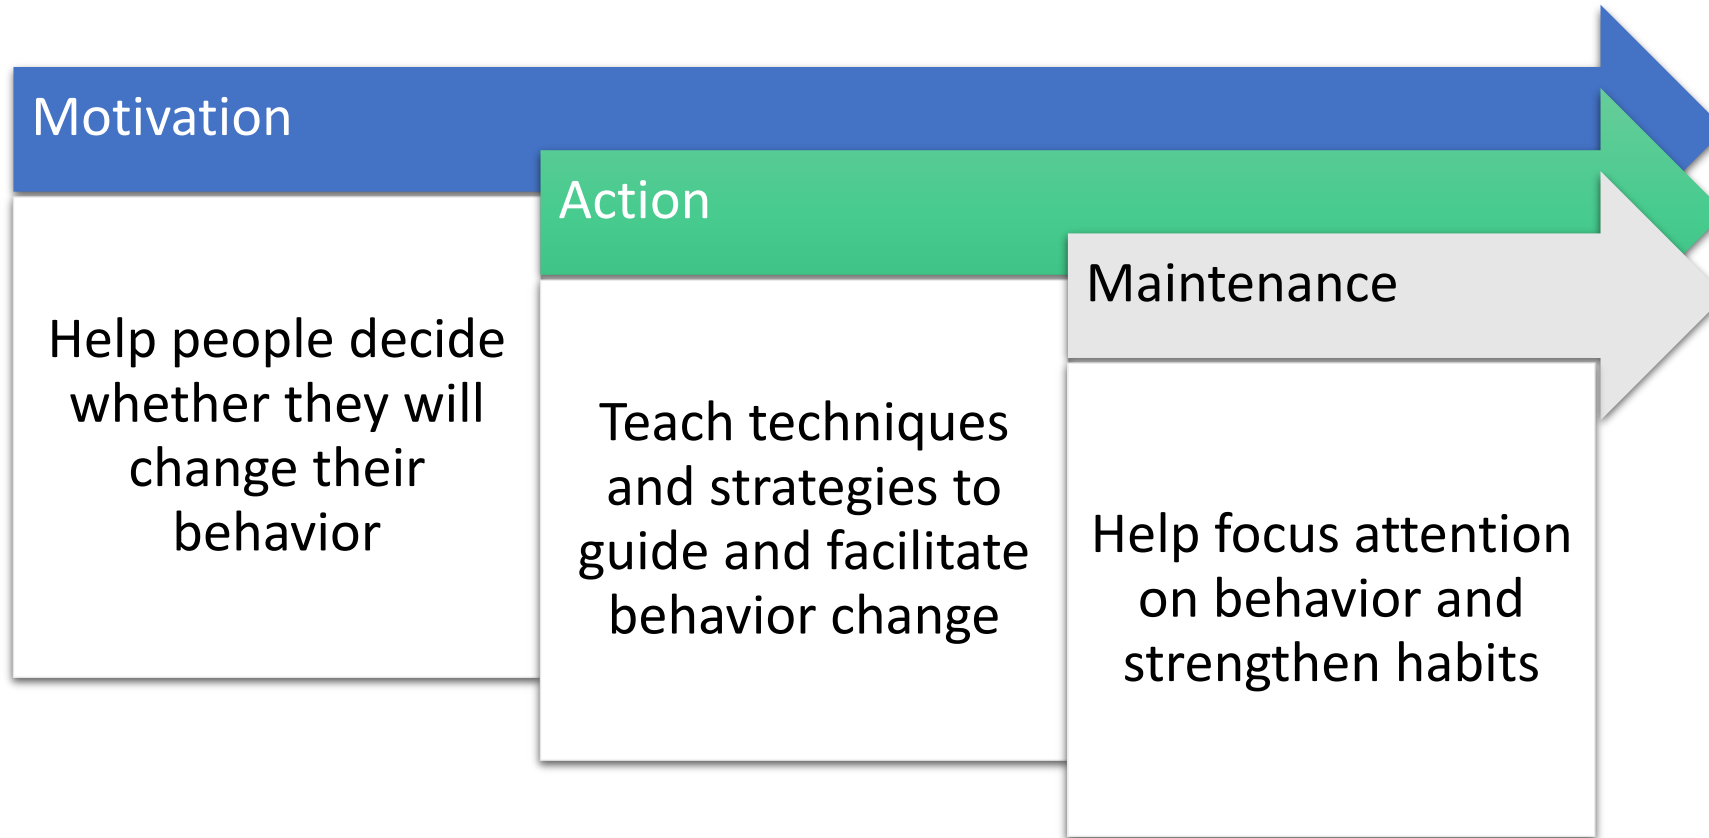 Motivation
Help people decide
whether they will
change their
behavior
Action
Teach techniques
and strategies to
guide and facilitate
behavior change
Maintenance
Help focus attention
on behavior and
strengthen habits